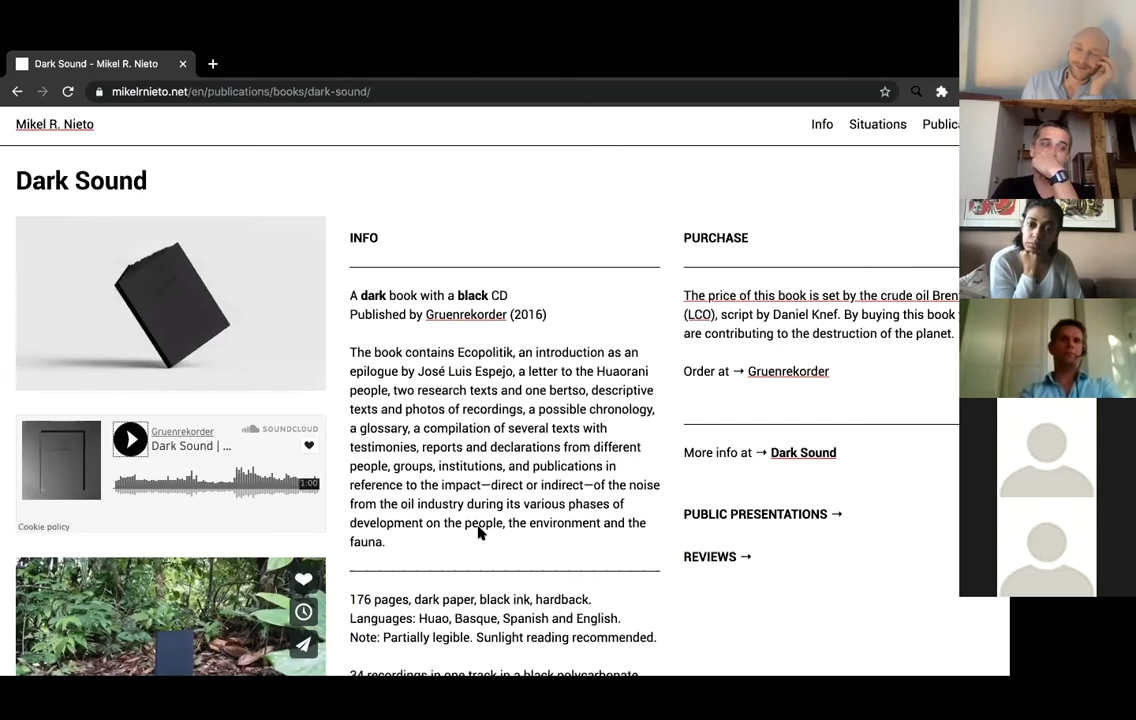 Dark Sound - Mikel R. Nieto
mikelrnieto.net/en/publications/books/dark-sound/
Mikel R. Nieto
Info
Situations
Publica
Dark Sound
Gruenrekorder
SOUNDCLOUD
Dark Sound | ...
1:00
Cookie policy
INFO
A dark book with a black CD
Published by Gruenrekorder (2016)
The book contains Ecopolitik, an introduction as an
epilogue by José Luis Espejo, a letter to the Huaorani
people, two research texts and one bertso, descriptive
texts and photos of recordings, a possible chronology,
a glossary, a compilation of several texts with
testimonies, reports and declarations from different
people, groups, institutions, and publications in
reference to the impact—direct or indirect—of the noise
from the oil industry during its various phases of
development on the people, the environment and the
fauna.
176 pages, dark paper, black ink, hardback.
Languages: Huao, Basque, Spanish and English.
Note: Partially legible. Sunlight reading recommended.
34 recordings in one track in a black polycarbonate
PURCHASE
The price of this book is set by the crude oil Bren
(LCO), script by Daniel Knef. By buying this book
are contributing to the destruction of the planet.
Order at → Gruenrekorder
More info at → Dark Sound
PUBLIC PRESENTATIONS →
REVIEWS →